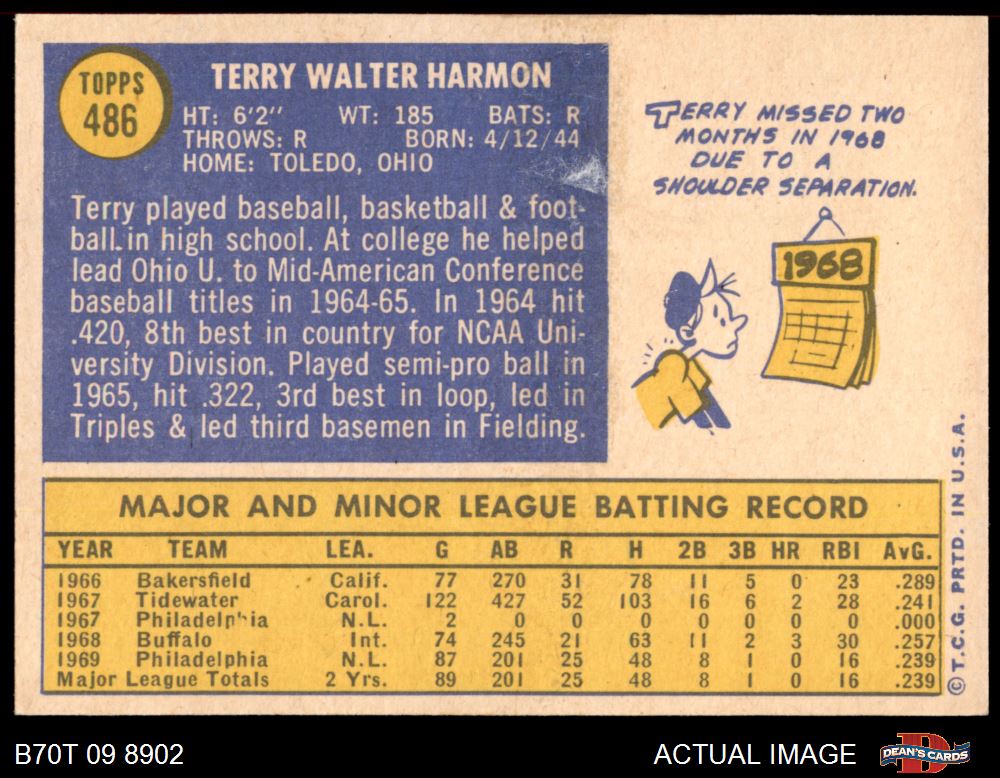 TOPPS
486
TERRY WALTER HARMON
HT: 6'2" WT: 185 BATS: R
THROWS: R BORN: 4/12/44
HOME: TOLEDO, OHIO
Terry played baseball, basketball & foot-
ball in high school. At college he helped
lead Ohio U. to Mid-American Conference
baseball titles in 1964-65. In 1964 hit
.420, 8th best in country for NCAA Uni-
versity Division. Played semi-pro ball in
1965, hit .322, 3rd best in loop, led in
Triples & led third basemen in Fielding.
TERRY MISSED TWO
MONTHS IN 1968
DUE TO A
SHOULDER SEPARATION.
1968
MAJOR AND MINOR LEAGUE BATTING RECORD
YEAR TEAM LEA. G AB R H 2B 3B HR RBI AVG.
1966 Bakersfield Calif. 77 270 31 78 11 5 0 23 .289
1967 Tidewater Carol. 122 427 52 103 16 6 2 28 .241
1967 Philadelphia N.L. 2 0 0 0 0 0 0 0 .000
1968 Buffalo Int. 74 245 21 63 11 2 3 30 .257
1969 Philadelphia N.L. 87 201 25 48 8 1 0 16 .239
Major League Totals 2 Yrs. 89 201 25 48 8 1 0 16 .239
© T.C.G. PRTD. IN U.S.A.
B70T 09 8902
ACTUAL IMAGE
DEAN'S CARDS